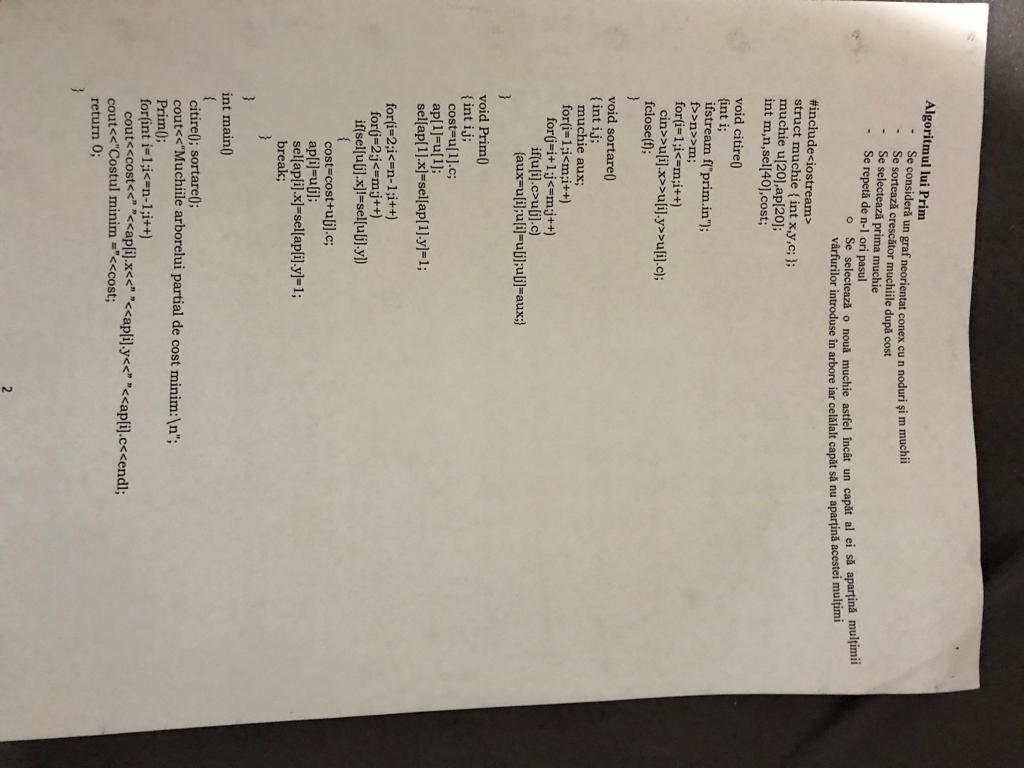 Algoritmul lui Prim
- Se consideră un graf neorientat conex cu n noduri și m muchii
- Se sortează crescător muchiile după cost
- Se selectează prima muchie
- Se repetă de n-1 ori pasul
o Se selectează o nouă muchie astfel încât un capăt al ei să aparțină mulțimii
vârfurilor introduse în arbore iar celălalt capăt să nu aparțină acestei mulțimi
#include<iostream>
struct muchie { int x,y,c; };
muchie u[20],ap[20];
int m,n,sel[40],cost;
void citire()
{int i;
ifstream f("prim.in");
f>>n>>m;
for(i=1;i<=m;i++)
cin>>u[i].x>>u[i].y>>u[i].c);
fclose(f);
}
void sortare()
{ int i,j;
muchie aux;
for(i=1;i<m;i++)
for(j=i+1;j<=m;j++)
if(u[i].c>u[j].c)
{aux=u[i];u[i]=u[j];u[j]=aux;}
}
void Prim()
{ int i,j;
cost=u[1].c;
ap[1]=u[1];
sel[ap[1].x]=sel[ap[1].y]=1;
for(i=2;i<=n-1;i++)
for(j=2;j<=m;j++)
if(sel[u[j].x]!=sel[u[j].y])
{
cost=cost+u[j].c;
ap[i]=u[j];
sel[ap[i].x]=sel[ap[i].y]=1;
break;
}
}
int main()
{
citire(); sortare();
cout<<"Muchiile arborelui partial de cost minim:\n";
Prim();
for(int i=1;i<=n-1;i++)
cout<<cost<<" "<<ap[i].x<<" "<<ap[i].y<<" "<<ap[i].c<<endl;
cout<<"Costul minim ="<<cost;
return 0;
}
2